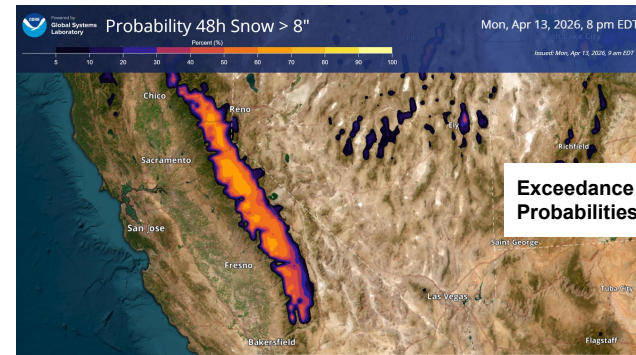 NOAA
Powered by
Global Systems
Laboratory
Probability 48h Snow > 8"
Mon, Apr 13, 2026, 8 pm EDT
Issued: Mon, Apr 13, 2026, 9 am EDT
Percent (%)
5 10 20 30 40 50 60 70 80 90 100
Chico
Reno
Ely
Sacramento
Richfield
Exceedance
Probabilities
San Jose
Saint George
Fresno
Las Vegas
Tuba City
Bakersfield
Flagstaff